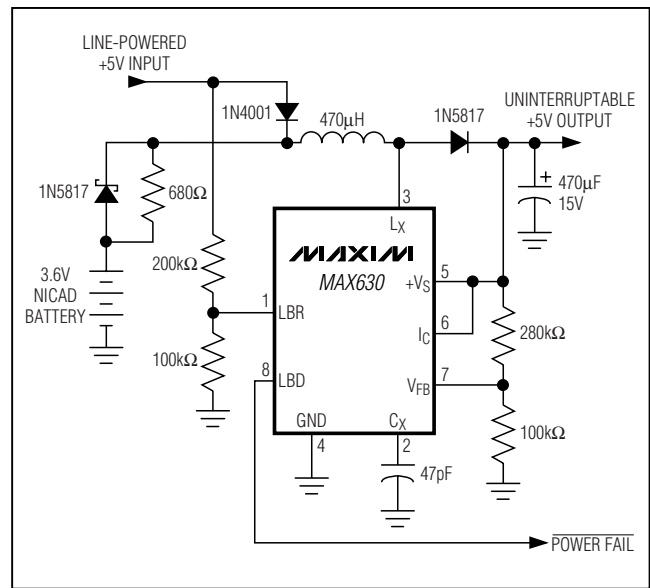 LINE-POWERED
+5V INPUT
1N4001
470µH
1N5817
UNINTERRUPTABLE
+5V OUTPUT
1N5817
680Ω
3
LX
+
470µF
15V
MAXIM
MAX630
3.6V
NICAD
BATTERY
200kΩ
1
LBR
+VS
5
IC
6
280kΩ
100kΩ
8
LBD
VFB
7
GND
CX
4
2
47pF
100kΩ
POWER FAIL